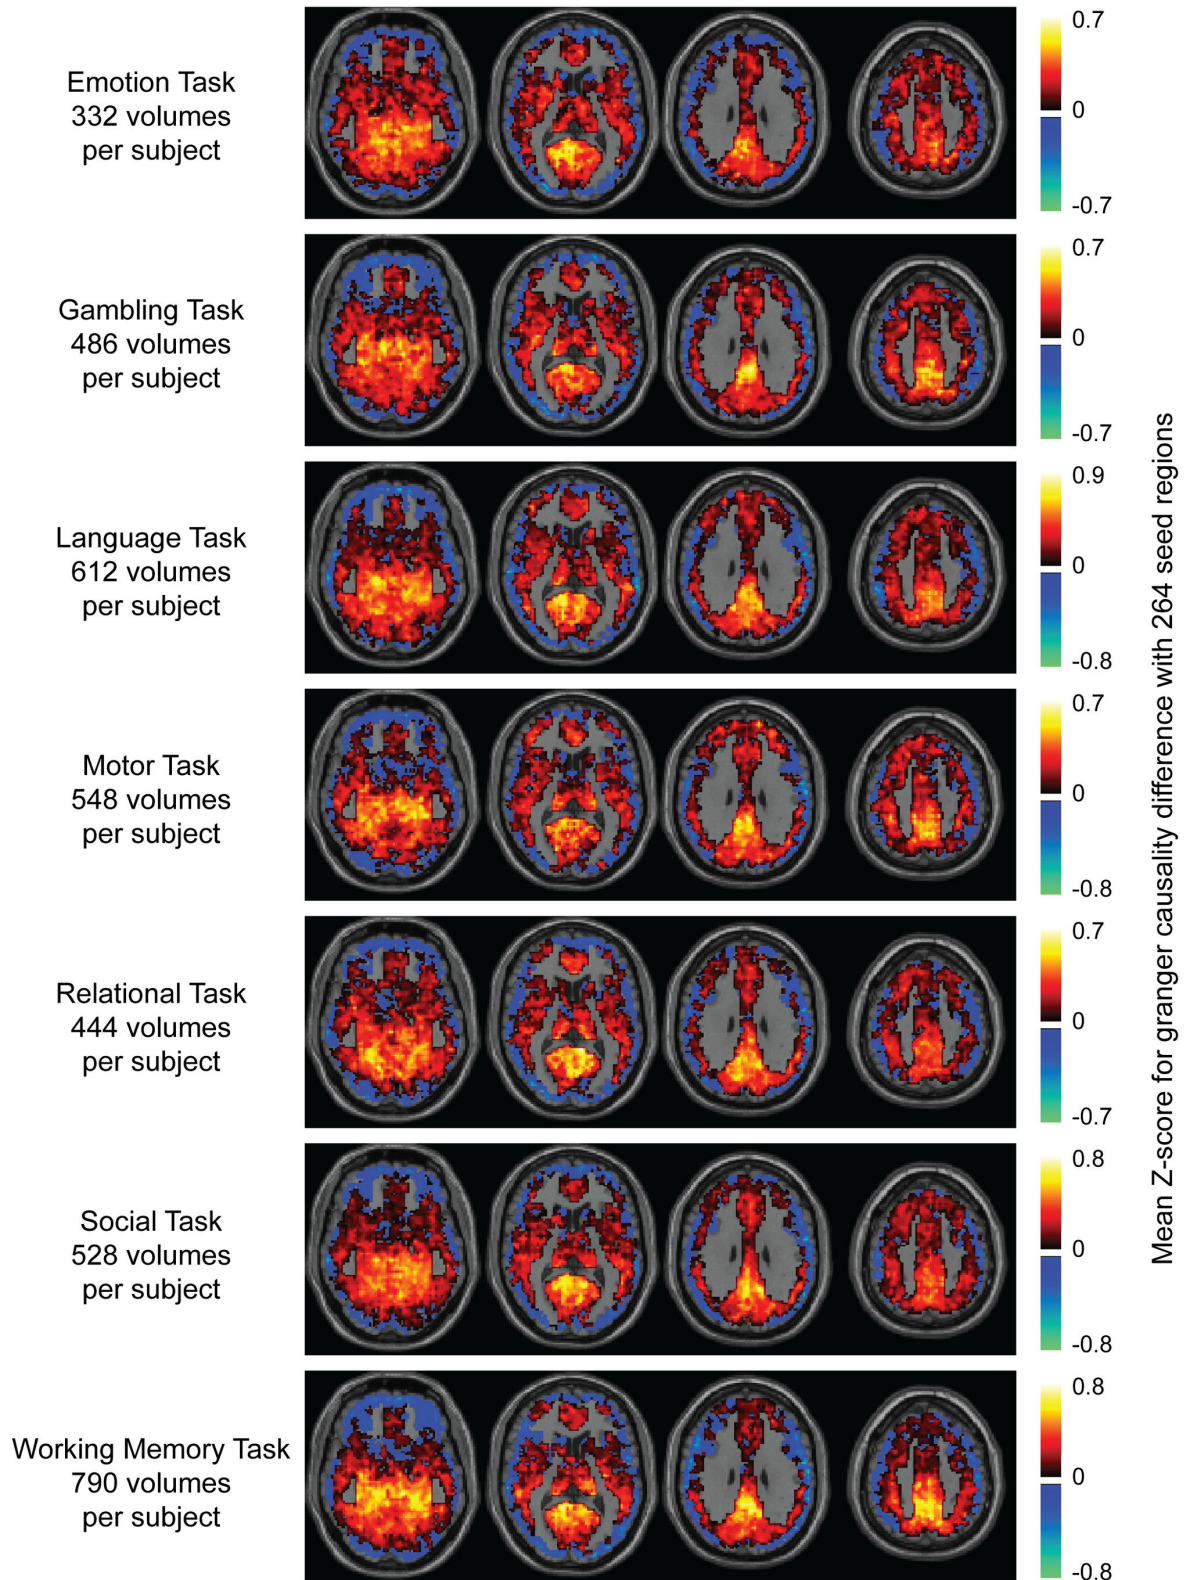 Emotion Task
332 volumes
per subject
0.7
0
-0.7
Gambling Task
486 volumes
per subject
0.7
0
-0.7
Language Task
612 volumes
per subject
0.9
0
-0.8
Motor Task
548 volumes
per subject
0.7
0
-0.8
Relational Task
444 volumes
per subject
0.7
0
-0.7
Social Task
528 volumes
per subject
0.8
0
-0.8
Working Memory Task
790 volumes
per subject
0.8
0
-0.8
Mean Z-score for granger causality difference with 264 seed regions